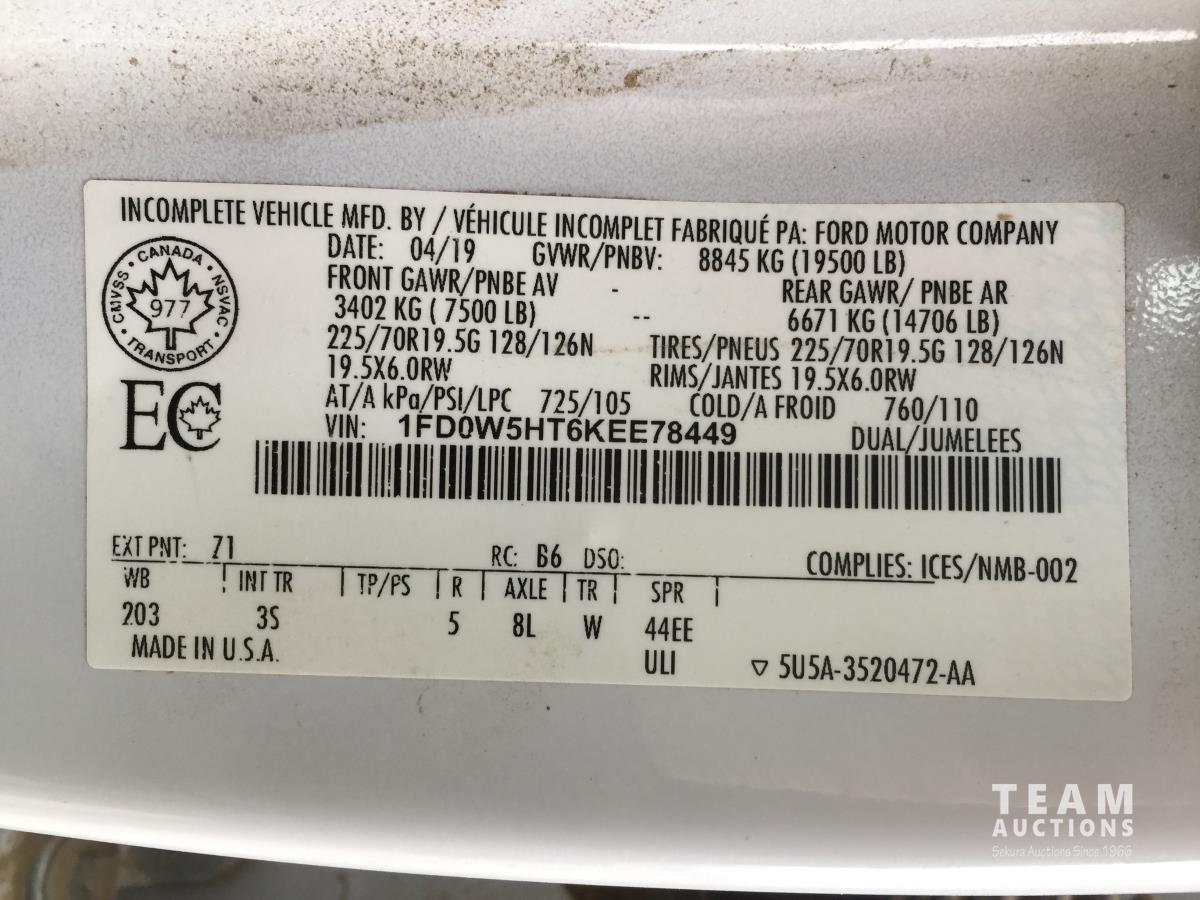 INCOMPLETE VEHICLE MFD. BY / VÉHICULE INCOMPLET FABRIQUÉ PA: FORD MOTOR COMPANY
DATE: 04/19 GVWR/PNBV: 8845 KG (19500 LB)
FRONT GAWR/PNBE AV - REAR GAWR/ PNBE AR
3402 KG ( 7500 LB) -- 6671 KG (14706 LB)
225/70R19.5G 128/126N TIRES/PNEUS 225/70R19.5G 128/126N
19.5X6.0RW RIMS/JANTES 19.5X6.0RW
AT/A kPa/PSI/LPC 725/105 COLD/A FROID 760/110
VIN: 1FD0W5HT6KEE78449 DUAL/JUMELEES
CANADA
CMVSS · NSVAC
977
TRANSPORT
EC
EXT PNT: Z1 RC: B6 DSO: COMPLIES: ICES/NMB-002
WB INT TR TP/PS R AXLE TR SPR
203 3S 5 8L W 44EE
MADE IN U.S.A. ULI ▽ 5U5A-3520472-AA
TEAM
AUCTIONS
Sekura Auctions Since 1966